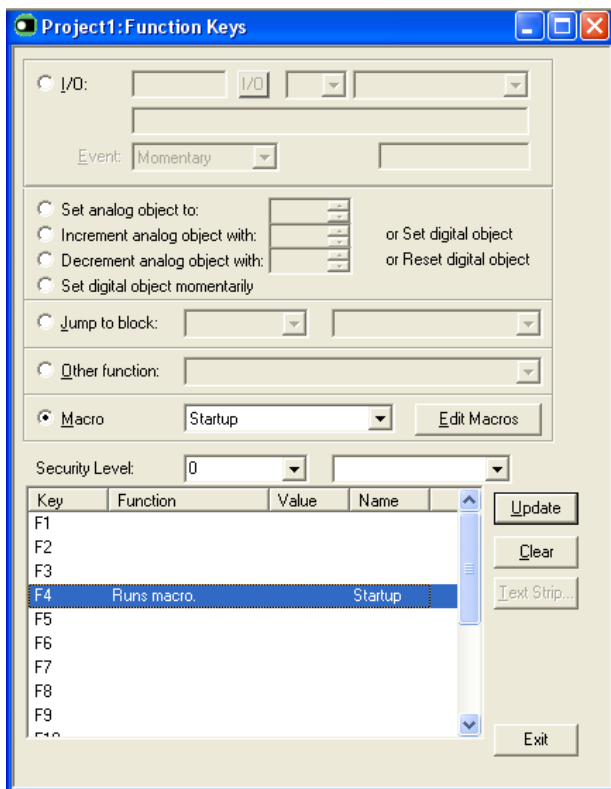 Project1:Function Keys
I/O: I/O
Event: Momentary
Set analog object to:
Increment analog object with: or Set digital object
Decrement analog object with: or Reset digital object
Set digital object momentarily
Jump to block:
Other function:
Macro Startup Edit Macros
Security Level: 0
Key Function Value Name
Update
F1
F2
Clear
F3
F4 Runs macro. Startup
Text Strip...
F5
F6
F7
F8
F9
F10
Exit